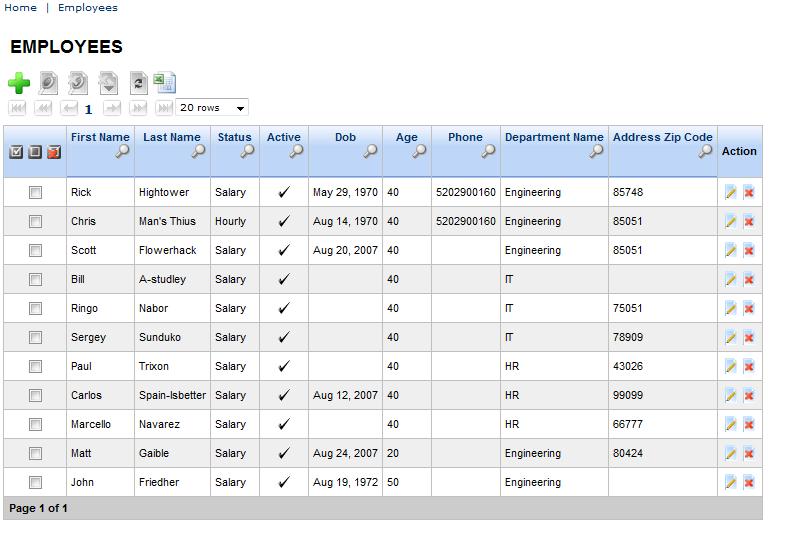 Home | Employees
EMPLOYEES
1 20 rows
First Name Last Name Status Active Dob Age Phone Department Name Address Zip Code Action
Rick Hightower Salary May 29, 1970 40 5202900160 Engineering 85748
Chris Man's Thius Hourly Aug 14, 1970 40 5202900160 Engineering 85051
Scott Flowerhack Salary Aug 20, 2007 40 Engineering 85051
Bill A-studley Salary 40 IT
Ringo Nabor Salary 40 IT 75051
Sergey Sunduko Salary 40 IT 78909
Paul Trixon Salary 40 HR 43026
Carlos Spain-Isbetter Salary Aug 12, 2007 40 HR 99099
Marcello Navarez Salary 40 HR 66777
Matt Gaible Salary Aug 24, 2007 20 Engineering 80424
John Friedher Salary Aug 19, 1972 50 Engineering
Page 1 of 1